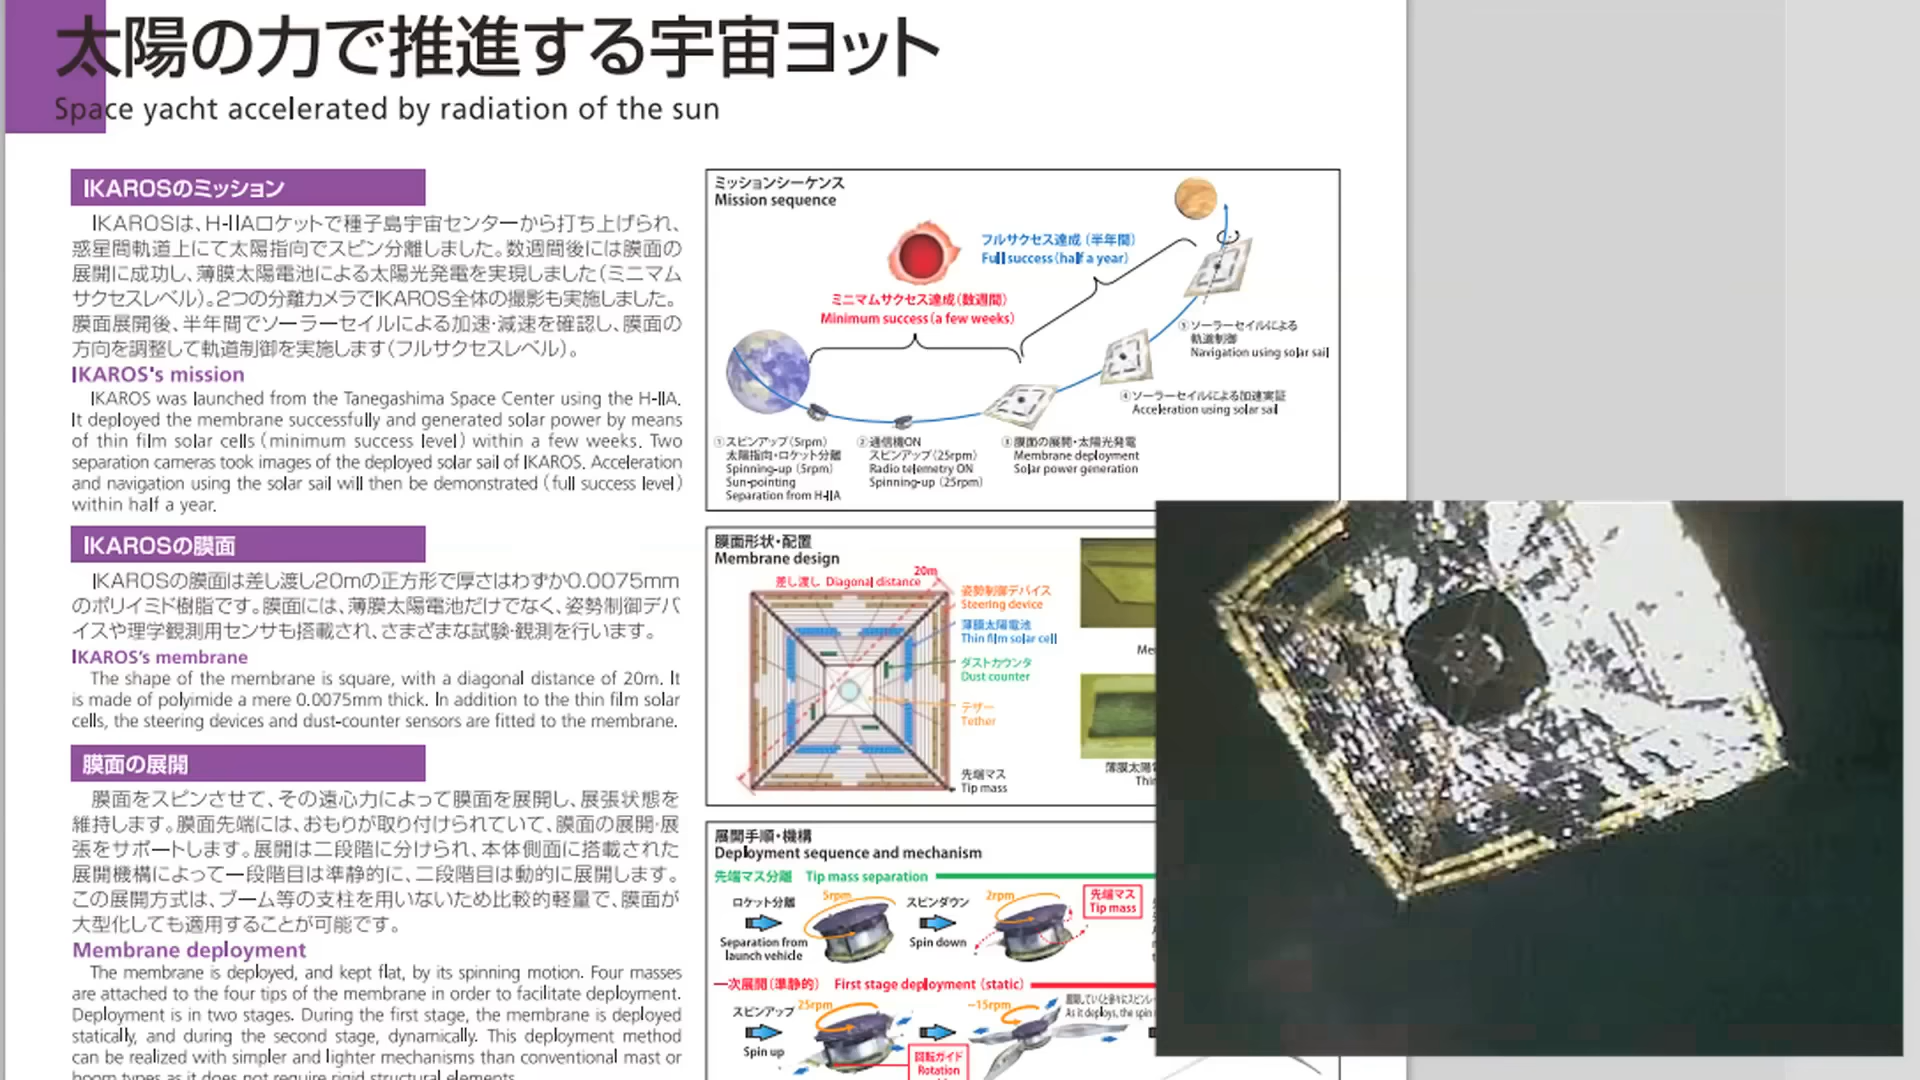 太陽の力で推進する宇宙ヨット
Space yacht accelerated by radiation of the sun
IKAROSのミッション
IKAROSは、H-IIAロケットで種子島宇宙センターから打ち上げられ、
惑星間軌道上にて太陽指向でスピン分離しました。数週間後には膜面の
展開に成功し、薄膜太陽電池による太陽光発電を実現しました(ミニマム
サクセスレベル)。2つの分離カメラでIKAROS全体の撮影も実施しました。
膜面展開後、半年間でソーラーセイルによる加速・減速を確認し、膜面の
方向を調整して軌道制御を実施します(フルサクセスレベル)。
IKAROS's mission
IKAROS was launched from the Tanegashima Space Center using the H-IIA.
It deployed the membrane successfully and generated solar power by means
of thin film solar cells (minimum success level) within a few weeks. Two
separation cameras took images of the deployed solar sail of IKAROS. Acceleration
and navigation using the solar sail will then be demonstrated (full success level)
within half a year.
IKAROSの膜面
IKAROSの膜面は差し渡し20mの正方形で厚さはわずか0.0075mm
のポリイミド樹脂です。膜面には、薄膜太陽電池だけでなく、姿勢制御デバ
イスや理学観測用センサも搭載され、さまざまな試験・観測を行います。
IKAROS's membrane
The shape of the membrane is square, with a diagonal distance of 20m. It
is made of polyimide a mere 0.0075mm thick. In addition to the thin film solar
cells, the steering devices and dust-counter sensors are fitted to the membrane.
膜面の展開
膜面をスピンさせて、その遠心力によって膜面を展開し、展張状態を
維持します。膜面先端には、おもりが取り付けられていて、膜面の展開・展
張をサポートします。展開は二段階に分けられ、本体側面に搭載された
展開機構によって一段階目は準静的に、二段階目は動的に展開します。
この展開方式は、ブーム等の支柱を用いないため比較的軽量で、膜面が
大型化しても適用することが可能です。
Membrane deployment
The membrane is deployed, and kept flat, by its spinning motion. Four masses
are attached to the four tips of the membrane in order to facilitate deployment.
Deployment is in two stages. During the first stage, the membrane is deployed
statically, and during the second stage, dynamically. This deployment method
can be realized with simpler and lighter mechanisms than conventional mast or
boom types as it does not require rigid structural elements.
ミッションシーケンス
Mission sequence
フルサクセス達成(半年間)
Full success(half a year)
ミニマムサクセス達成(数週間)
Minimum success(a few weeks)
①スピンアップ(5rpm)
太陽指向・ロケット分離
Spinning-up (5rpm)
Sun-pointing
Separation from H-IIA
②通信機ON
スピンアップ(25rpm)
Radio telemetry ON
Spinning-up (25rpm)
③膜面の展開・太陽光発電
Membrane deployment
Solar power generation
④ソーラーセイルによる加速実証
Acceleration using solar sail
⑤ソーラーセイルによる
軌道制御
Navigation using solar sail
膜面形状・配置
Membrane design
差し渡し Diagonal distance
20m
姿勢制御デバイス
Steering device
薄膜太陽電池
Thin film solar cell
ダストカウンタ
Dust counter
テザー
Tether
先端マス
Tip mass
Me
薄膜太陽
Thi
展開手順・機構
Deployment sequence and mechanism
先端マス分離 Tip mass separation
ロケット分離
Separation from
launch vehicle
5rpm
スピンダウン
Spin down
2rpm
先端マス
Tip mass
一次展開(準静的) First stage deployment (static)
スピンアップ
Spin up
25rpm
~15rpm
As it deploys, the spin
回転ガイド
Rotation